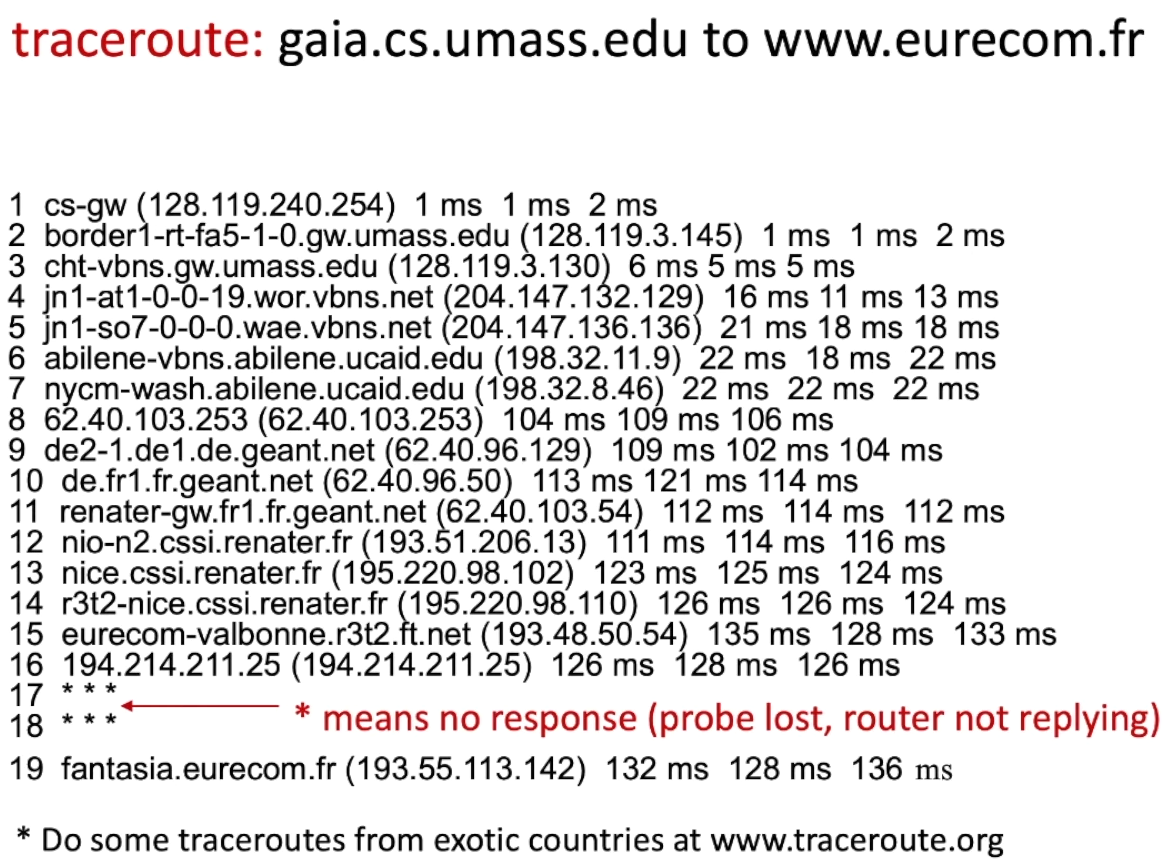 traceroute: gaia.cs.umass.edu to www.eurecom.fr
1 cs-gw (128.119.240.254) 1 ms 1 ms 2 ms
2 border1-rt-fa5-1-0.gw.umass.edu (128.119.3.145) 1 ms 1 ms 2 ms
3 cht-vbns.gw.umass.edu (128.119.3.130) 6 ms 5 ms 5 ms
4 jn1-at1-0-0-19.wor.vbns.net (204.147.132.129) 16 ms 11 ms 13 ms
5 jn1-so7-0-0-0.wae.vbns.net (204.147.136.136) 21 ms 18 ms 18 ms
6 abilene-vbns.abilene.ucaid.edu (198.32.11.9) 22 ms 18 ms 22 ms
7 nycm-wash.abilene.ucaid.edu (198.32.8.46) 22 ms 22 ms 22 ms
8 62.40.103.253 (62.40.103.253) 104 ms 109 ms 106 ms
9 de2-1.de1.de.geant.net (62.40.96.129) 109 ms 102 ms 104 ms
10 de.fr1.fr.geant.net (62.40.96.50) 113 ms 121 ms 114 ms
11 renater-gw.fr1.fr.geant.net (62.40.103.54) 112 ms 114 ms 112 ms
12 nio-n2.cssi.renater.fr (193.51.206.13) 111 ms 114 ms 116 ms
13 nice.cssi.renater.fr (195.220.98.102) 123 ms 125 ms 124 ms
14 r3t2-nice.cssi.renater.fr (195.220.98.110) 126 ms 126 ms 124 ms
15 eurecom-valbonne.r3t2.ft.net (193.48.50.54) 135 ms 128 ms 133 ms
16 194.214.211.25 (194.214.211.25) 126 ms 128 ms 126 ms
17 * * *
18 * * *
* means no response (probe lost, router not replying)
19 fantasia.eurecom.fr (193.55.113.142) 132 ms 128 ms 136 ms
* Do some traceroutes from exotic countries at www.traceroute.org